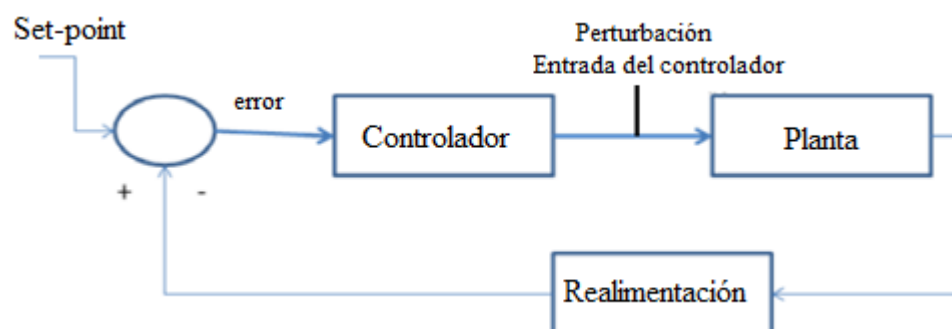 Set-point
Perturbación
Entrada del controlador
error
Controlador
Planta
+ -
Realimentación